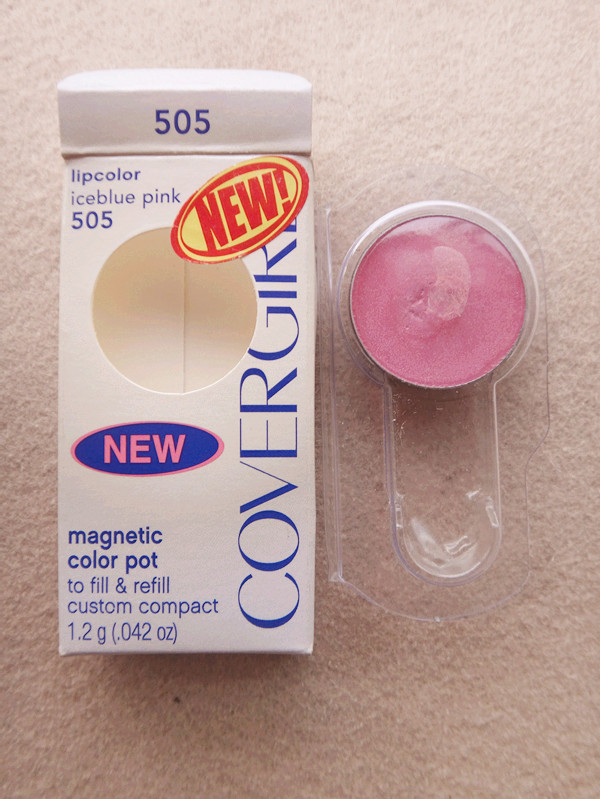 505
lipcolor
iceblue pink
505
NEW!
COVERGIRL
NEW
magnetic
color pot
to fill & refill
custom compact
1.2 g (.042 oz)